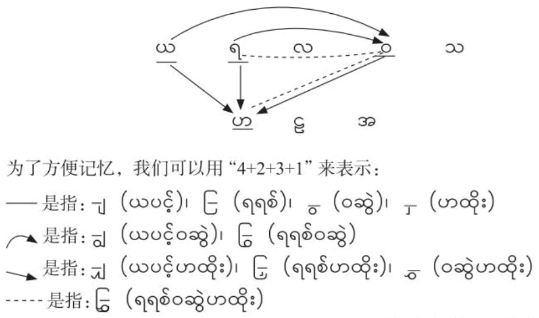 ယ ရ လ ဝ သ
ဟ ဠ အ
为了方便记忆，我们可以用“4+2+3+1”来表示：
是指：ျ（ယပင့်）၊ ြ（ရရစ်）၊ ွ（ဝဆွဲ）၊ ှ（ဟထိုး）
是指：ျွ（ယပင့်ဝဆွဲ）၊ ြွ（ရရစ်ဝဆွဲ）
是指：ျှ（ယပင့်ဟထိုး）၊ ြှ（ရရစ်ဟထိုး）၊ ွှ（ဝဆွဲဟထိုး）
是指：ြွှ（ရရစ်ဝဆွဲဟထိုး）